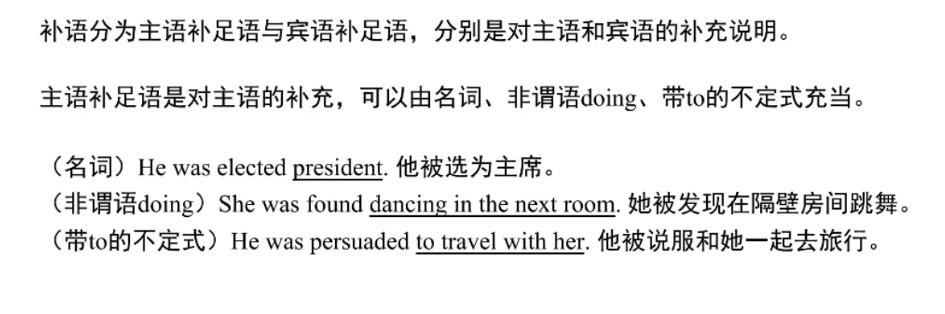 补语分为主语补足语与宾语补足语，分别是对主语和宾语的补充说明。
主语补足语是对主语的补充，可以由名词、非谓语doing、带to的不定式充当。
（名词）He was elected president. 他被选为主席。
（非谓语doing）She was found dancing in the next room. 她被发现在隔壁房间跳舞。
（带to的不定式）He was persuaded to travel with her. 他被说服和她一起去旅行。